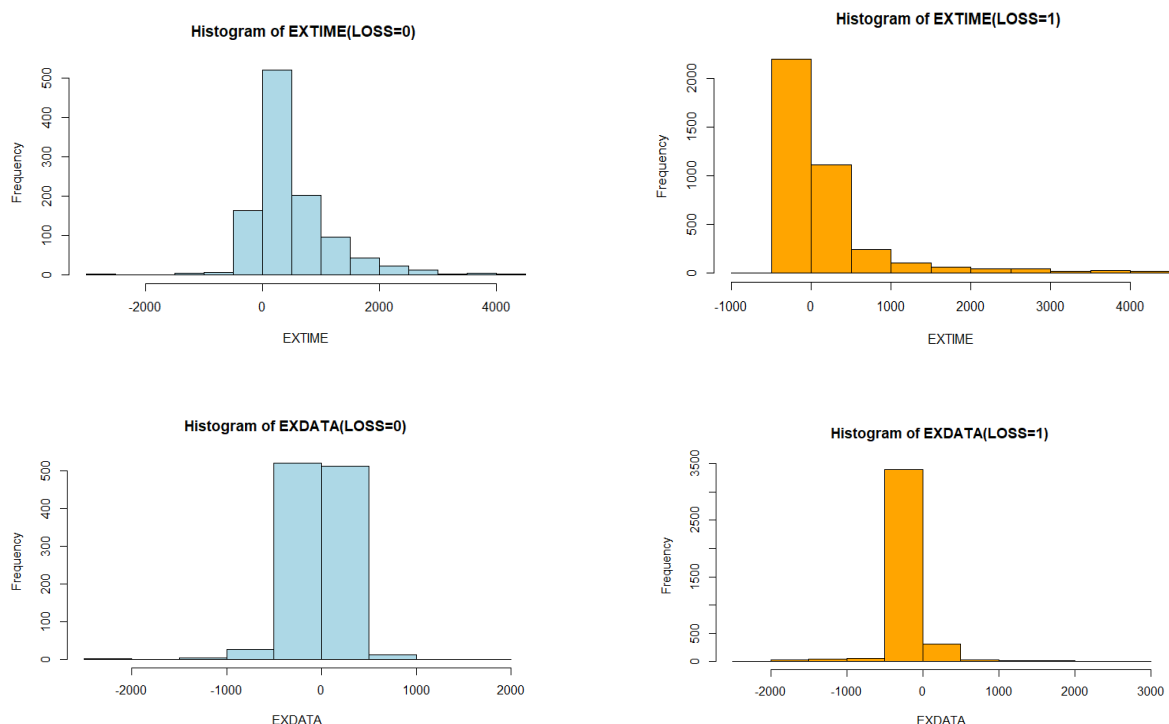 Histogram of EXTIME(LOSS=0)
Frequency
500
400
300
200
100
0
-2000 0 2000 4000
EXTIME
Histogram of EXTIME(LOSS=1)
Frequency
2000
1500
1000
500
0
-1000 0 1000 2000 3000 4000
EXTIME
Histogram of EXDATA(LOSS=0)
Frequency
500
400
300
200
100
0
-2000 -1000 0 1000 2000
EXDATA
Histogram of EXDATA(LOSS=1)
Frequency
3500
2500
1500
500
0
-2000 -1000 0 1000 2000 3000
EXDATA